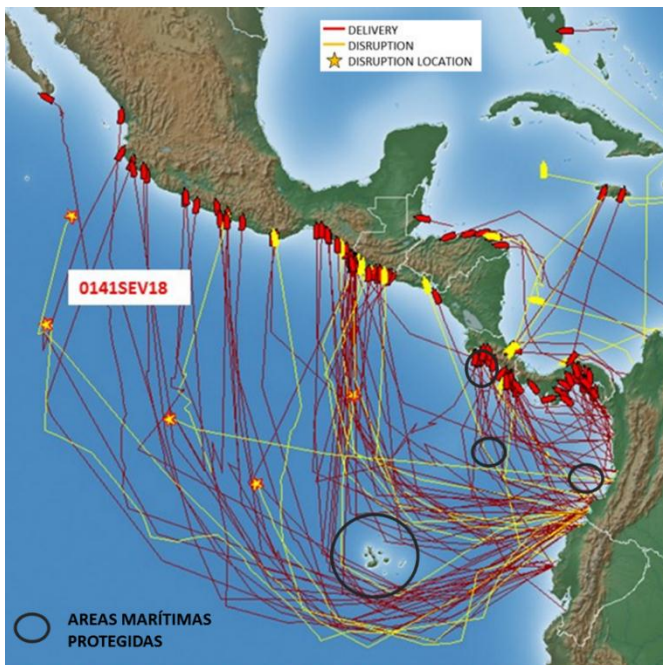 DELIVERY
DISRUPTION
DISRUPTION LOCATION
0141SEV18
AREAS MARÍTIMAS
PROTEGIDAS